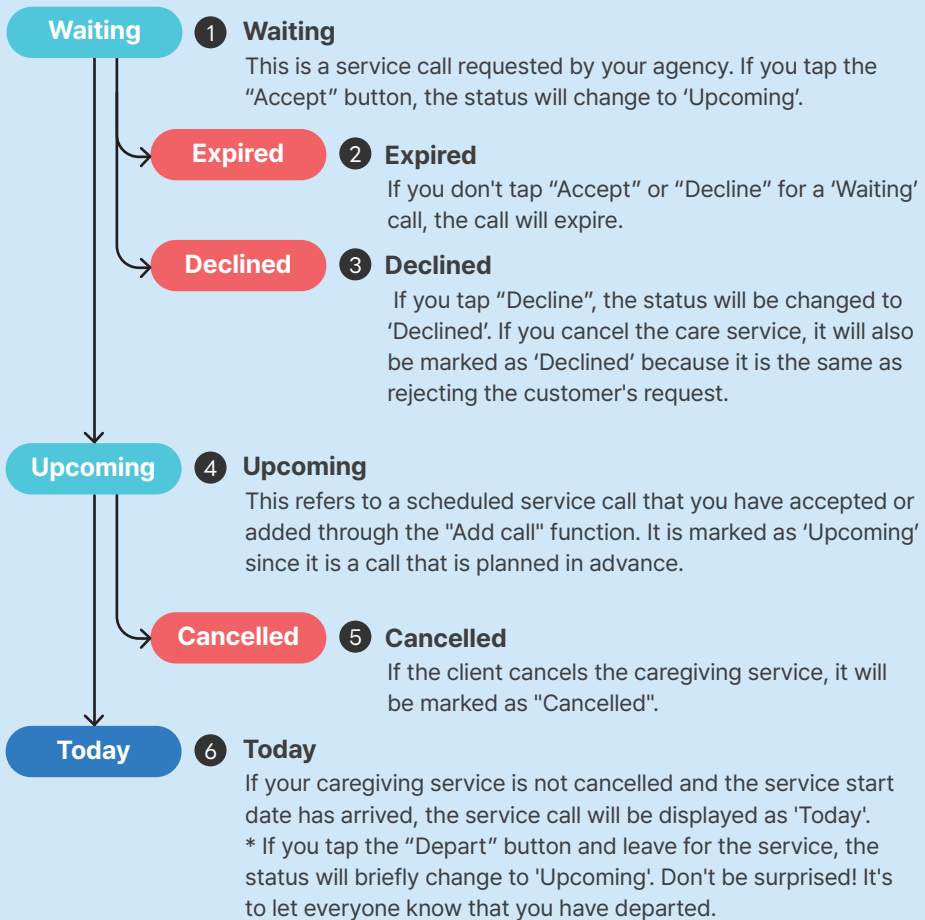 Waiting
1 Waiting
This is a service call requested by your agency. If you tap the
“Accept” button, the status will change to ‘Upcoming’.
Expired
2 Expired
If you don't tap “Accept” or “Decline” for a ‘Waiting’
call, the call will expire.
Declined
3 Declined
If you tap “Decline”, the status will be changed to
‘Declined’. If you cancel the care service, it will also
be marked as ‘Declined’ because it is the same as
rejecting the customer's request.
Upcoming
4 Upcoming
This refers to a scheduled service call that you have accepted or
added through the "Add call" function. It is marked as ‘Upcoming’
since it is a call that is planned in advance.
Cancelled
5 Cancelled
If the client cancels the caregiving service, it will
be marked as "Cancelled".
Today
6 Today
If your caregiving service is not cancelled and the service start
date has arrived, the service call will be displayed as 'Today'.
* If you tap the “Depart” button and leave for the service, the
status will briefly change to 'Upcoming'. Don't be surprised! It's
to let everyone know that you have departed.